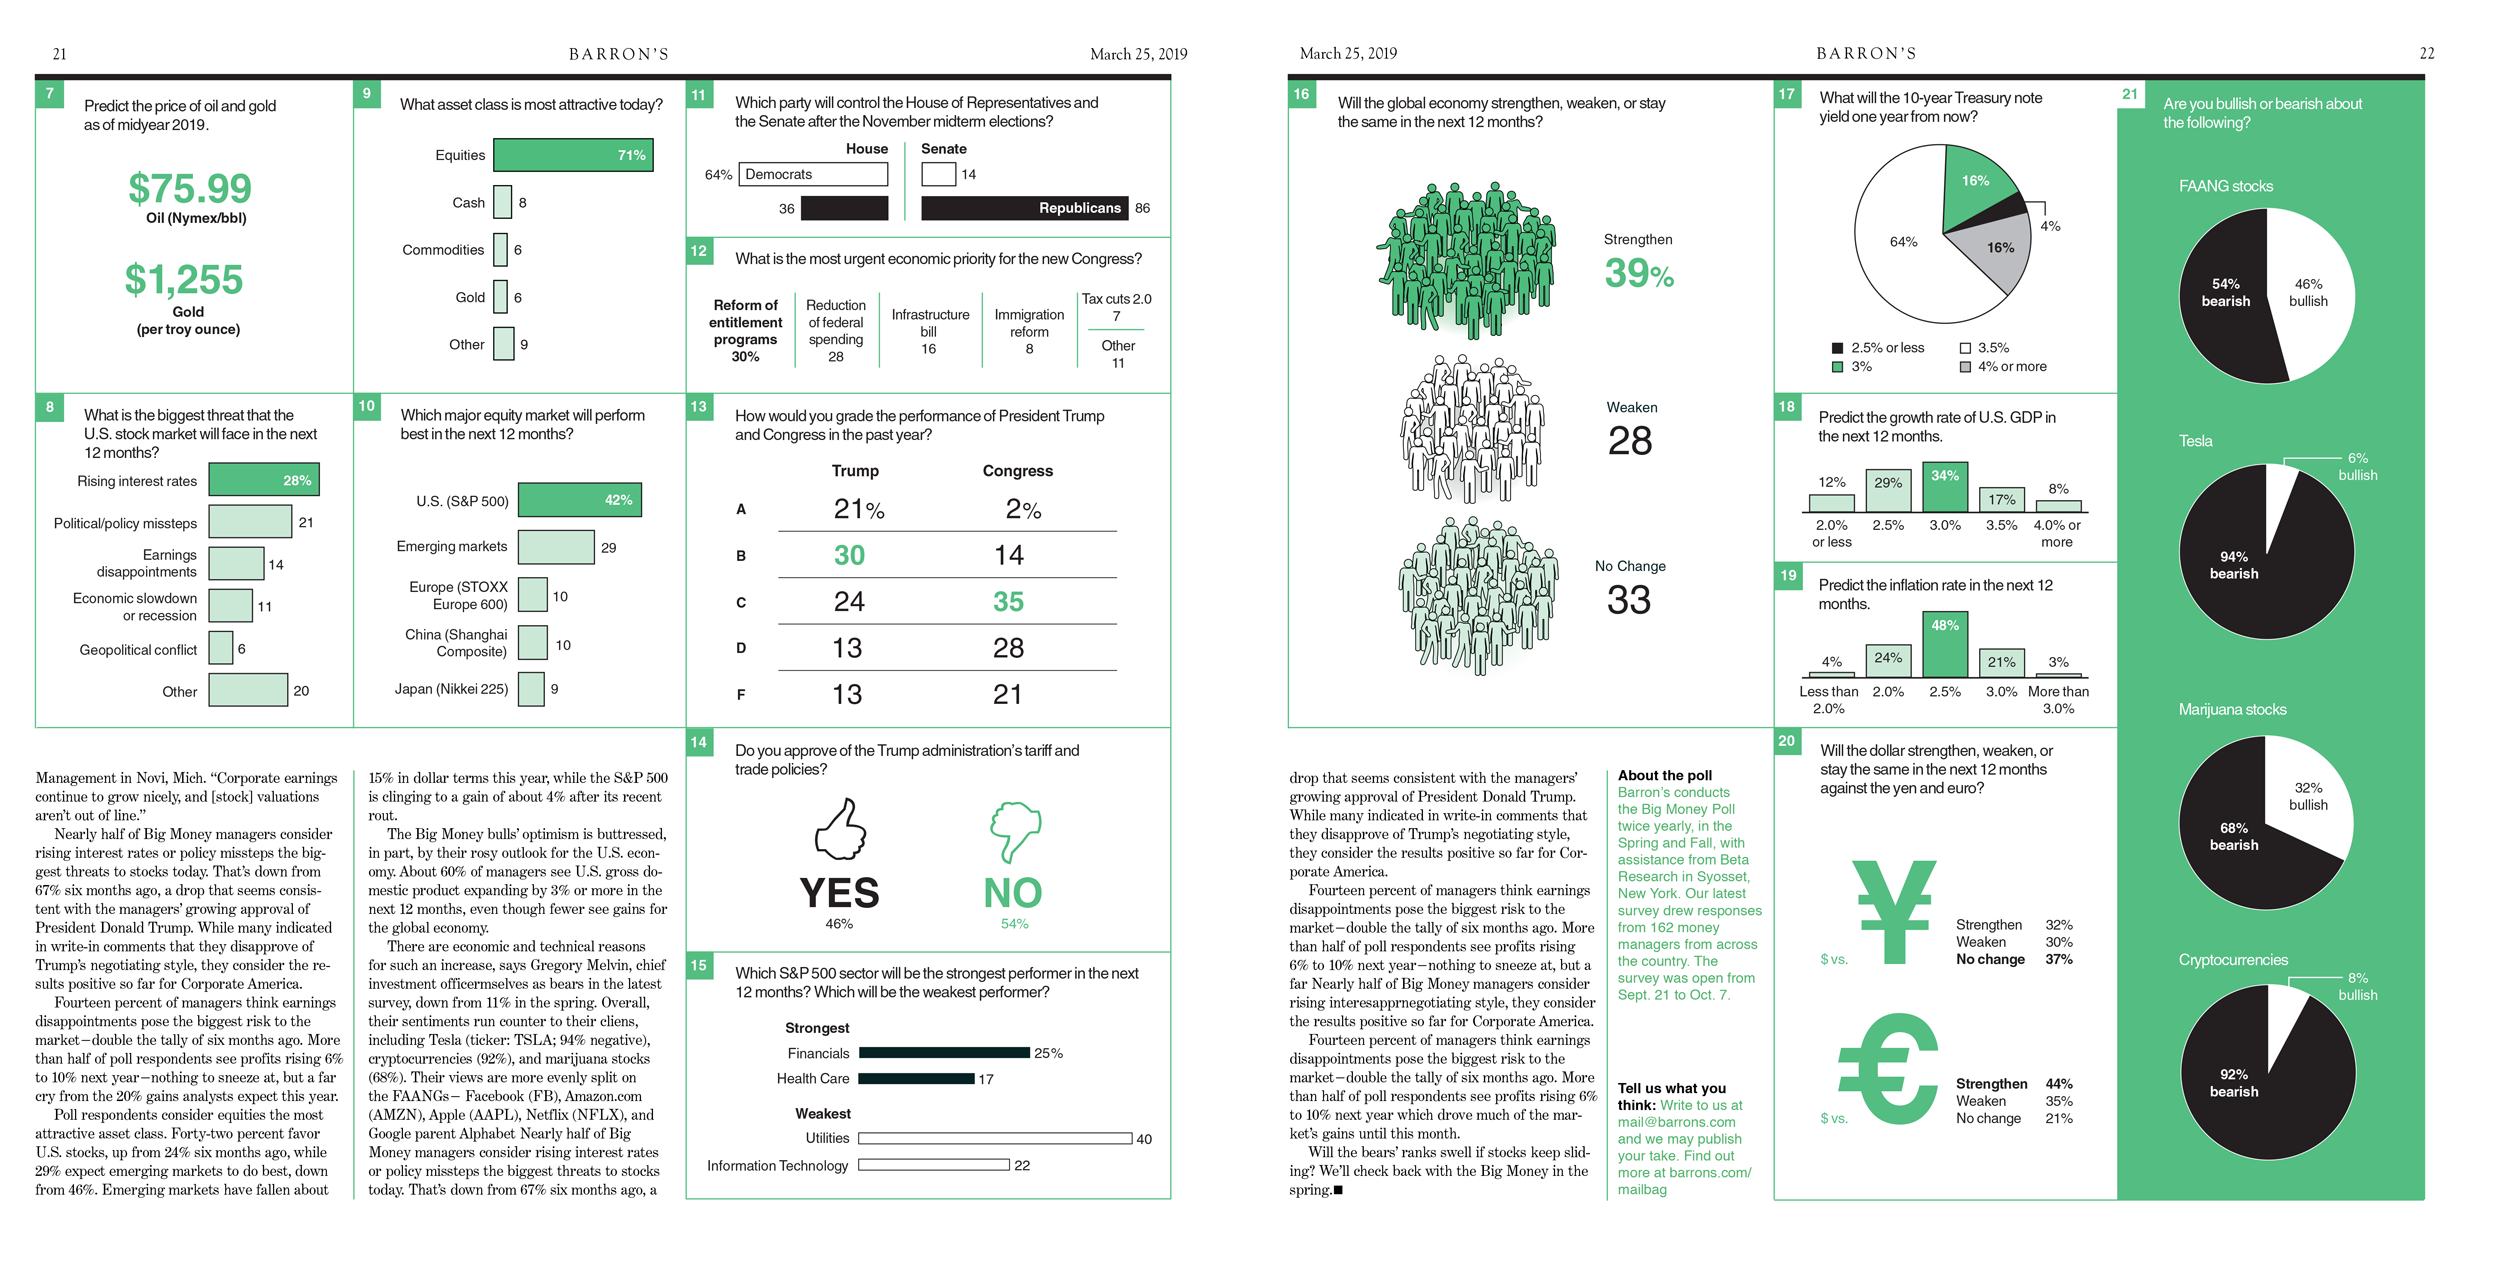 21
BARRON'S
March 25, 2019
7
Predict the price of oil and gold
as of midyear 2019.
$75.99
Oil (Nymex/bbl)
$1,255
Gold
(per troy ounce)
8
What is the biggest threat that the
U.S. stock market will face in the next
12 months?
Rising interest rates 28%
Political/policy missteps 21
Earnings
disappointments 14
Economic slowdown
or recession 11
Geopolitical conflict 6
Other 20
9
What asset class is most attractive today?
Equities 71%
Cash 8
Commodities 6
Gold 6
Other 9
10
Which major equity market will perform
best in the next 12 months?
U.S. (S&P 500) 42%
Emerging markets 29
Europe (STOXX
Europe 600) 10
China (Shanghai
Composite) 10
Japan (Nikkei 225) 9
11
Which party will control the House of Representatives and
the Senate after the November midterm elections?
House Senate
64% Democrats 14
36 Republicans 86
12
What is the most urgent economic priority for the new Congress?
Reform of
entitlement
programs
30%
Reduction
of federal
spending
28
Infrastructure
bill
16
Immigration
reform
8
Tax cuts 2.0
7
Other
11
13
How would you grade the performance of President Trump
and Congress in the past year?
Trump Congress
A 21% 2%
B 30 14
C 24 35
D 13 28
F 13 21
14
Do you approve of the Trump administration's tariff and
trade policies?
YES NO
46% 54%
15
Which S&P 500 sector will be the strongest performer in the next
12 months? Which will be the weakest performer?
Strongest
Financials 25%
Health Care 17
Weakest
Utilities 40
Information Technology 22
Management in Novi, Mich. “Corporate earnings
continue to grow nicely, and [stock] valuations
aren't out of line.”
Nearly half of Big Money managers consider
rising interest rates or policy missteps the big-
gest threats to stocks today. That's down from
67% six months ago, a drop that seems consis-
tent with the managers' growing approval of
President Donald Trump. While many indicated
in write-in comments that they disapprove of
Trump's negotiating style, they consider the re-
sults positive so far for Corporate America.
Fourteen percent of managers think earnings
disappointments pose the biggest risk to the
market—double the tally of six months ago. More
than half of poll respondents see profits rising 6%
to 10% next year—nothing to sneeze at, but a far
cry from the 20% gains analysts expect this year.
Poll respondents consider equities the most
attractive asset class. Forty-two percent favor
U.S. stocks, up from 24% six months ago, while
29% expect emerging markets to do best, down
from 46%. Emerging markets have fallen about
15% in dollar terms this year, while the S&P 500
is clinging to a gain of about 4% after its recent
rout.
The Big Money bulls' optimism is buttressed,
in part, by their rosy outlook for the U.S. econ-
omy. About 60% of managers see U.S. gross do-
mestic product expanding by 3% or more in the
next 12 months, even though fewer see gains for
the global economy.
There are economic and technical reasons
for such an increase, says Gregory Melvin, chief
investment officermselves as bears in the latest
survey, down from 11% in the spring. Overall,
their sentiments run counter to their cliens,
including Tesla (ticker: TSLA; 94% negative),
cryptocurrencies (92%), and marijuana stocks
(68%). Their views are more evenly split on
the FAANGs— Facebook (FB), Amazon.com
(AMZN), Apple (AAPL), Netflix (NFLX), and
Google parent Alphabet Nearly half of Big
Money managers consider rising interest rates
or policy missteps the biggest threats to stocks
today. That's down from 67% six months ago, a
March 25, 2019
BARRON'S
22
16
Will the global economy strengthen, weaken, or stay
the same in the next 12 months?
Strengthen
39%
Weaken
28
No Change
33
drop that seems consistent with the managers'
growing approval of President Donald Trump.
While many indicated in write-in comments that
they disapprove of Trump's negotiating style,
they consider the results positive so far for Cor-
porate America.
Fourteen percent of managers think earnings
disappointments pose the biggest risk to the
market—double the tally of six months ago. More
than half of poll respondents see profits rising
6% to 10% next year—nothing to sneeze at, but a
far Nearly half of Big Money managers consider
rising interesapprnegotiating style, they consider
the results positive so far for Corporate America.
Fourteen percent of managers think earnings
disappointments pose the biggest risk to the
market—double the tally of six months ago. More
than half of poll respondents see profits rising 6%
to 10% next year which drove much of the mar-
ket's gains until this month.
Will the bears' ranks swell if stocks keep slid-
ing? We'll check back with the Big Money in the
spring.■
About the poll
Barron's conducts
the Big Money Poll
twice yearly, in the
Spring and Fall, with
assistance from Beta
Research in Syosset,
New York. Our latest
survey drew responses
from 162 money
managers from across
the country. The
survey was open from
Sept. 21 to Oct. 7.
Tell us what you
think: Write to us at
mail@barrons.com
and we may publish
your take. Find out
more at barrons.com/
mailbag
17
What will the 10-year Treasury note
yield one year from now?
16%
4%
16%
64%
2.5% or less 3.5%
3% 4% or more
18
Predict the growth rate of U.S. GDP in
the next 12 months.
12% 29% 34% 17% 8%
2.0%
or less
2.5% 3.0% 3.5%
4.0% or
more
19
Predict the inflation rate in the next 12
months.
4% 24% 48% 21% 3%
Less than
2.0%
2.0% 2.5% 3.0%
More than
3.0%
20
Will the dollar strengthen, weaken, or
stay the same in the next 12 months
against the yen and euro?
$ vs. ¥
Strengthen 32%
Weaken 30%
No change 37%
$ vs. €
Strengthen 44%
Weaken 35%
No change 21%
21
Are you bullish or bearish about
the following?
FAANG stocks
54%
bearish
46%
bullish
Tesla
6%
bullish
94%
bearish
Marijuana stocks
32%
bullish
68%
bearish
Cryptocurrencies
8%
bullish
92%
bearish